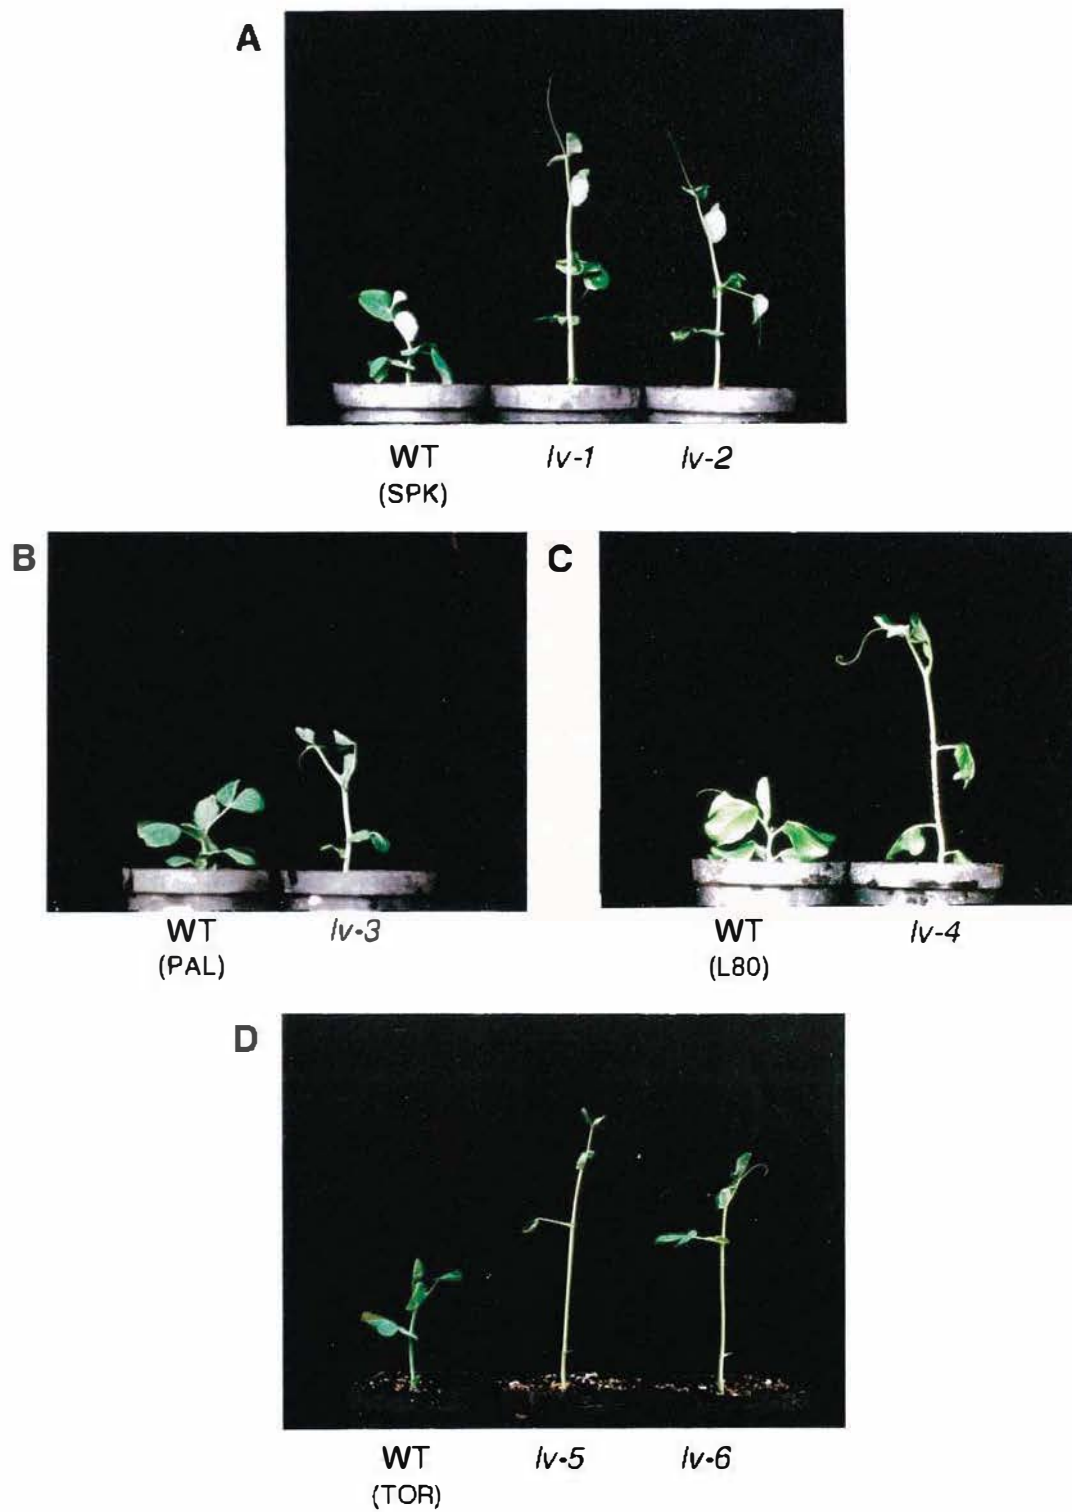 A
WT
(SPK)
lv-1
lv-2
B
C
WT
(PAL)
lv-3
WT
(L80)
lv-4
D
WT
(TOR)
lv-5
lv-6